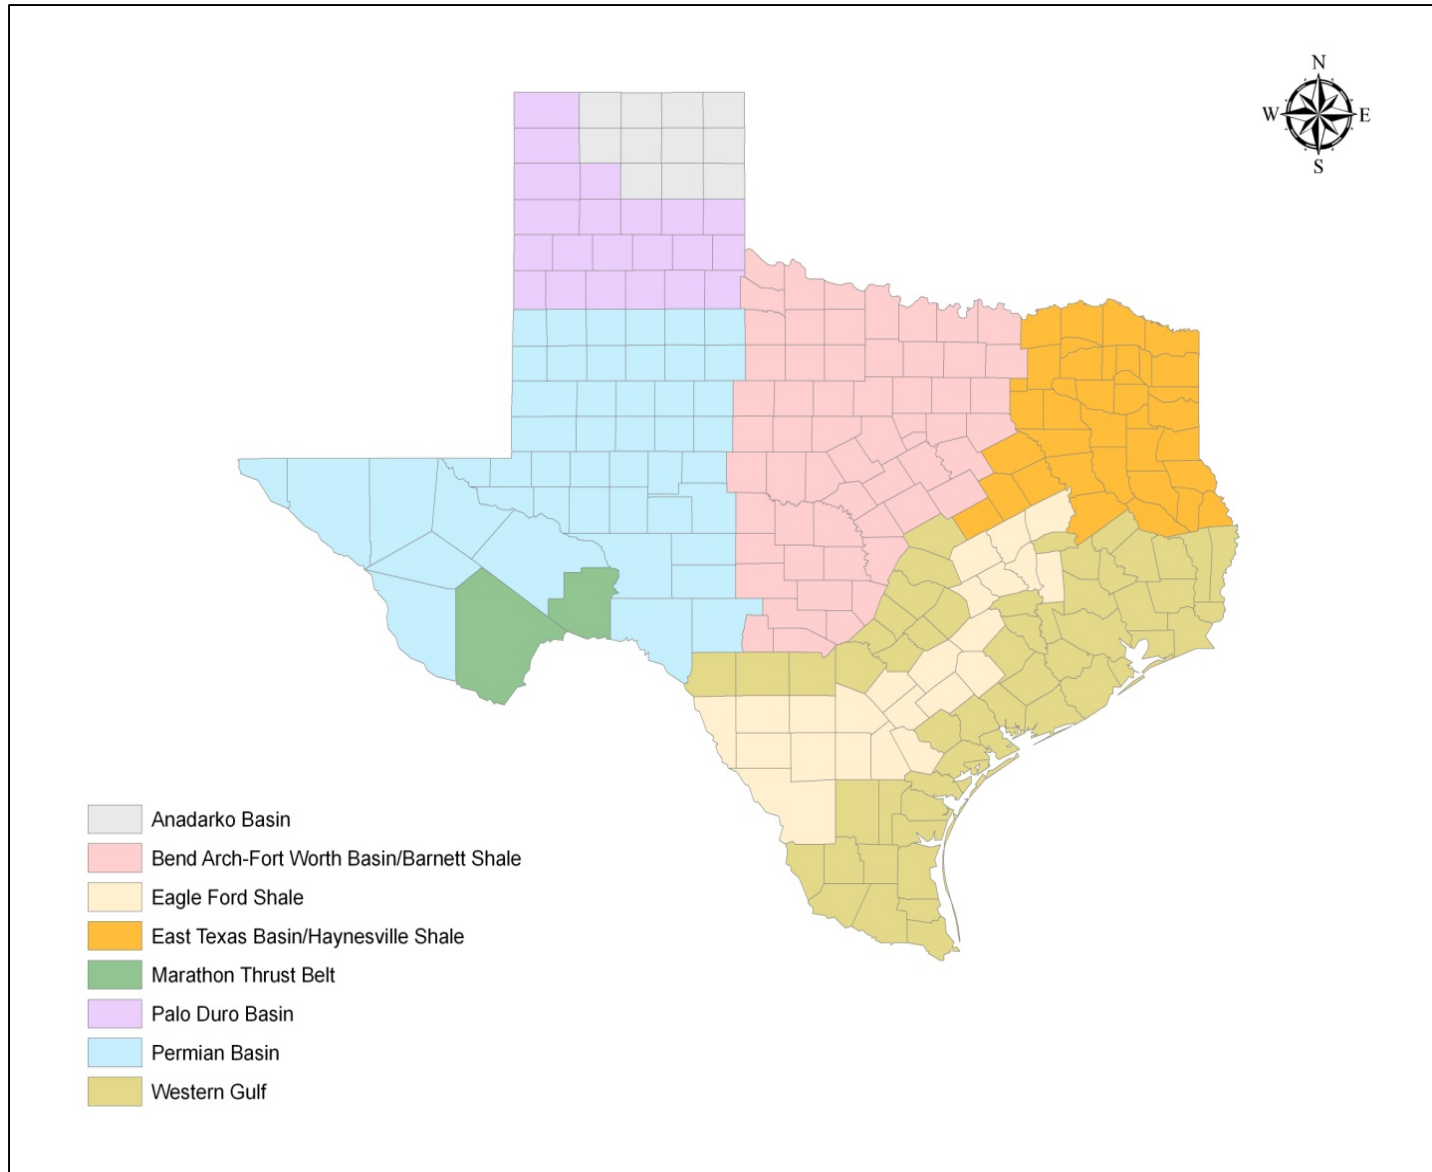 N
W E
S
Anadarko Basin
Bend Arch-Fort Worth Basin/Barnett Shale
Eagle Ford Shale
East Texas Basin/Haynesville Shale
Marathon Thrust Belt
Palo Duro Basin
Permian Basin
Western Gulf